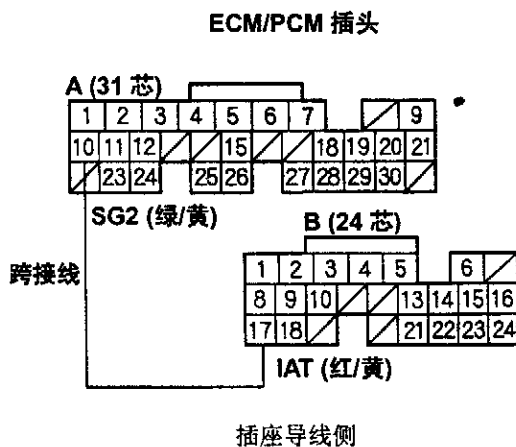 ECM/PCM 插头
A (31 芯)
1 2 3 4 5 6 7 9
10 11 12 15 18 19 20 21
23 24 25 26 27 28 29 30
SG2 (绿/黄)
B (24 芯)
跨接线
1 2 3 4 5 6
8 9 10 13 14 15 16
17 18 21 22 23 24
IAT (红/黄)
插座导线侧